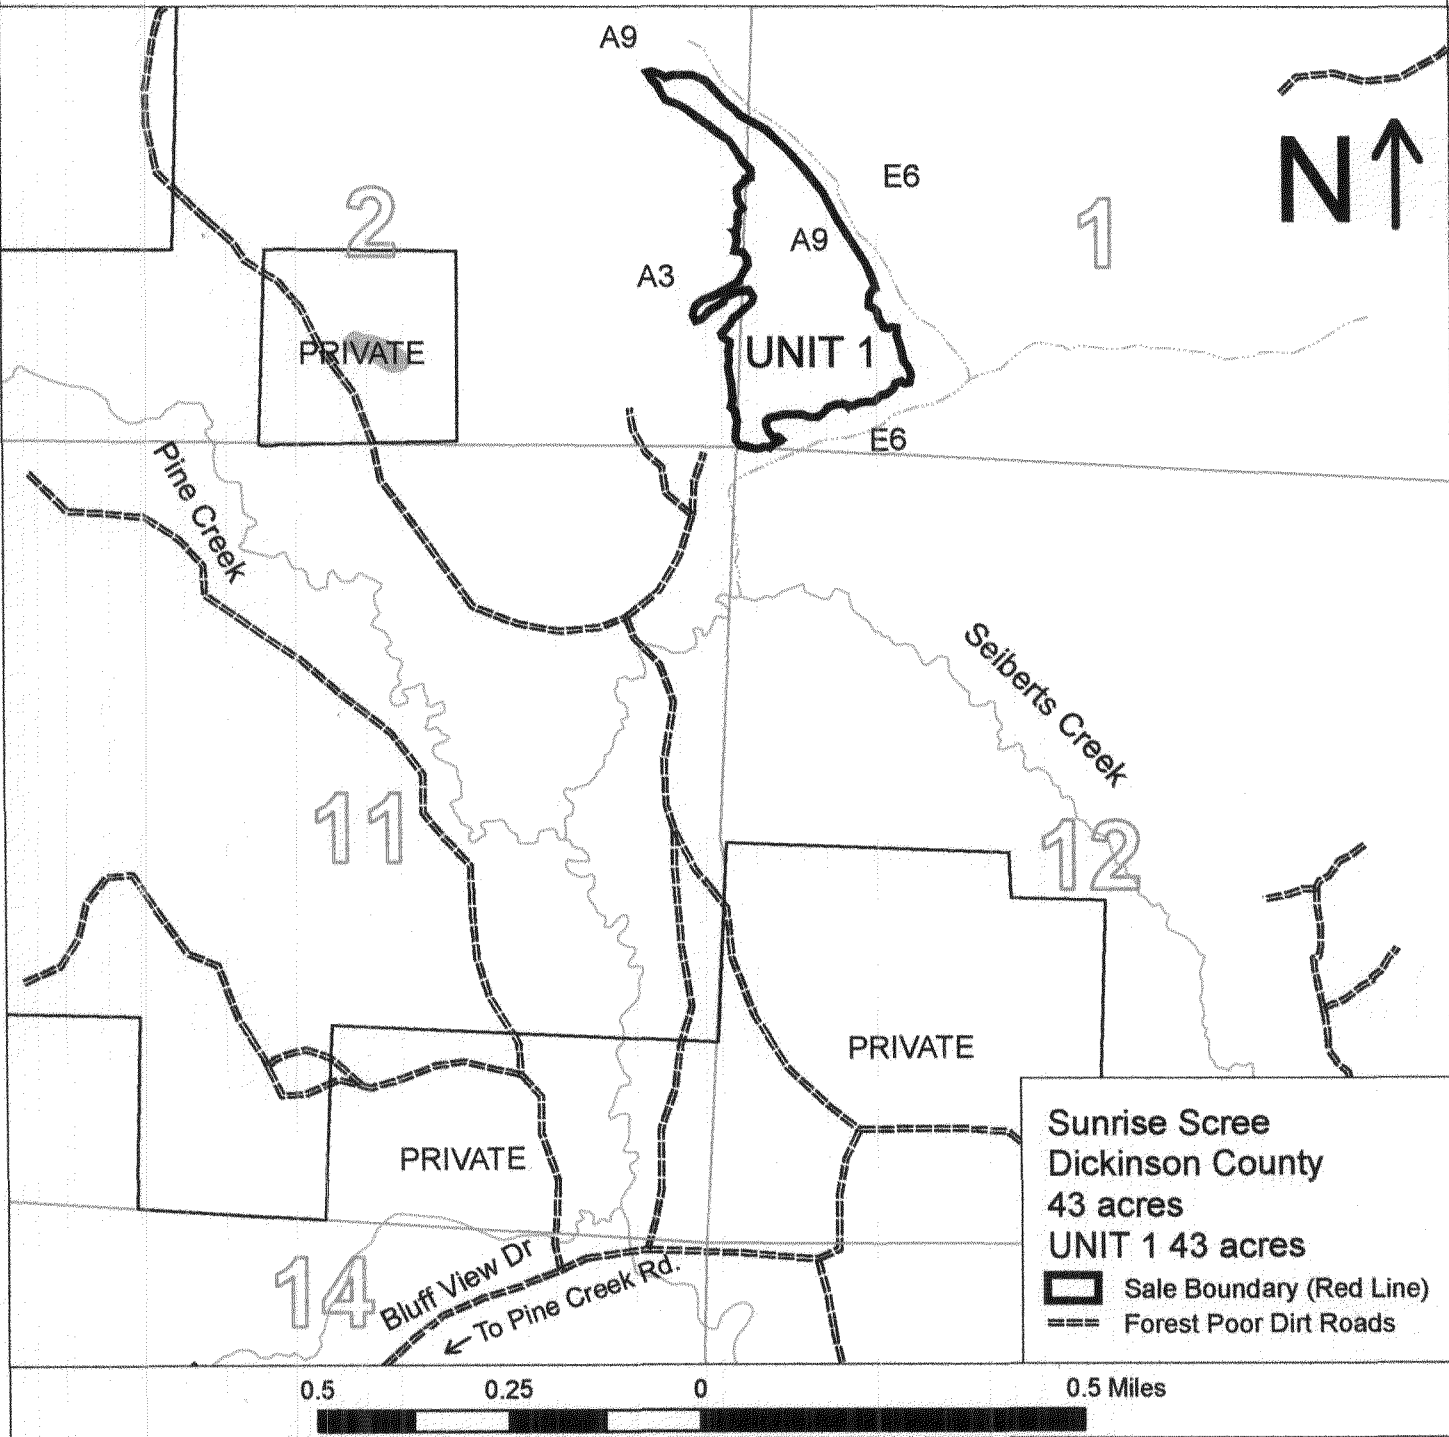 A9
N
E6
2
1
A9
A3
PRIVATE
UNIT 1
E6
Pine Creek
Seiberts Creek
11
12
PRIVATE
PRIVATE
Sunrise Scree
Dickinson County
43 acres
UNIT 1 43 acres
Sale Boundary (Red Line)
Forest Poor Dirt Roads
14
Bluff View Dr
To Pine Creek Rd.
0.5 0.25 0 0.5 Miles